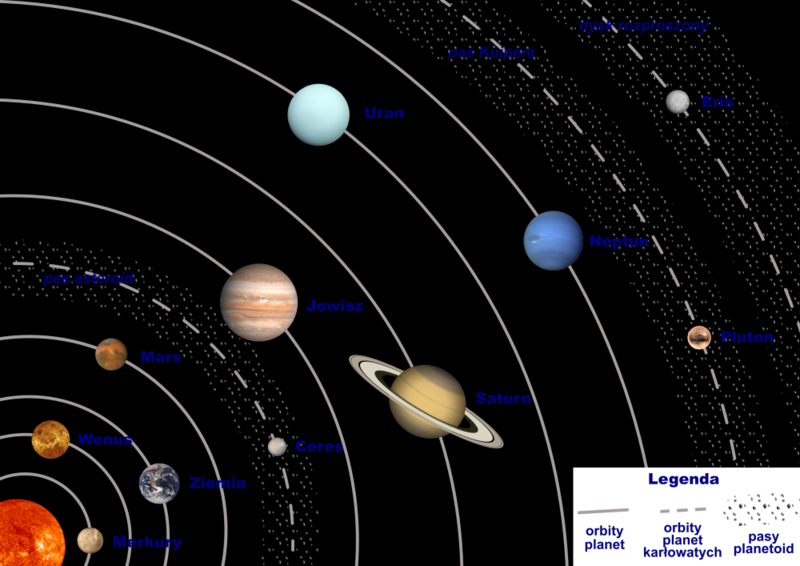 dysk rozproszony
pas Kuipera
Eris
Uran
Neptun
pas asteroid
Jowisz
Pluton
Mars
Saturn
Wenus
Ceres
Ziemia
Merkury
Legenda
orbity
planet
orbity
planet
karłowatych
pasy
planetoid